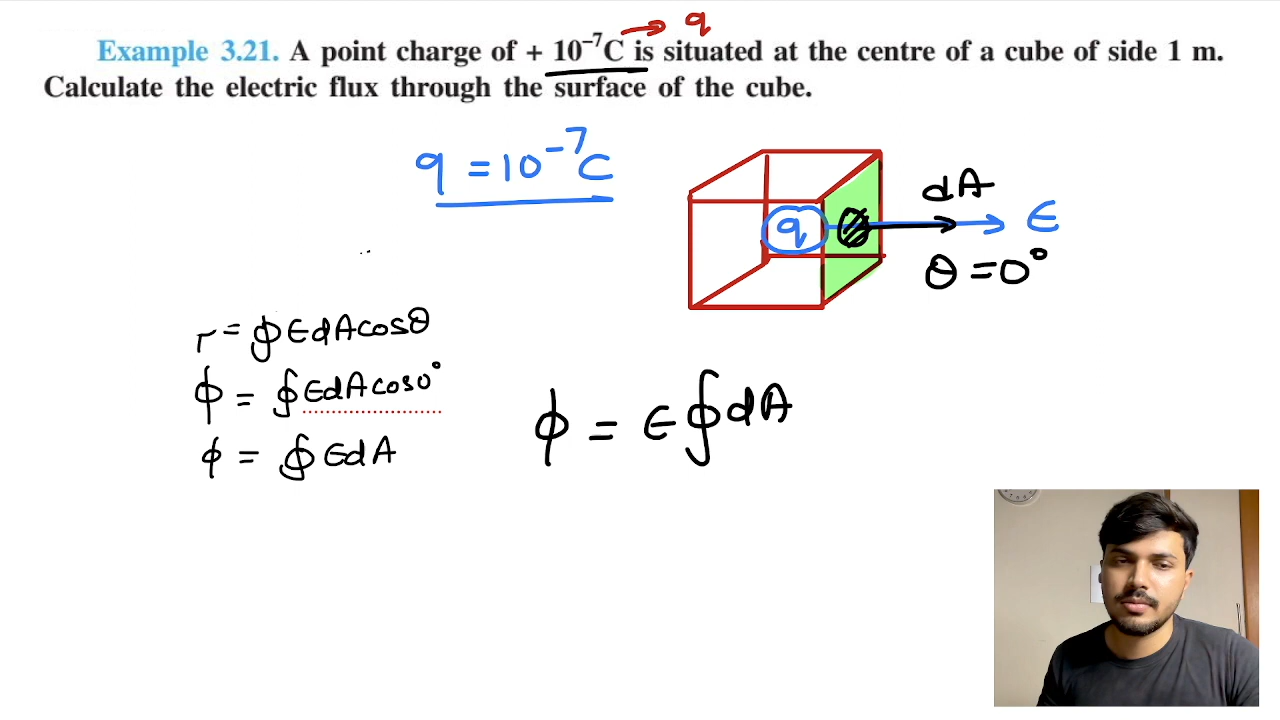 → q
Example 3.21. A point charge of + 10⁻⁷C is situated at the centre of a cube of side 1 m.
Calculate the electric flux through the surface of the cube.
q = 10⁻⁷C
dA
q
E
θ = 0°
r = ∮EdAcosθ
ϕ = ∮EdAcos0°
ϕ = ∮EdA
ϕ = E∮dA